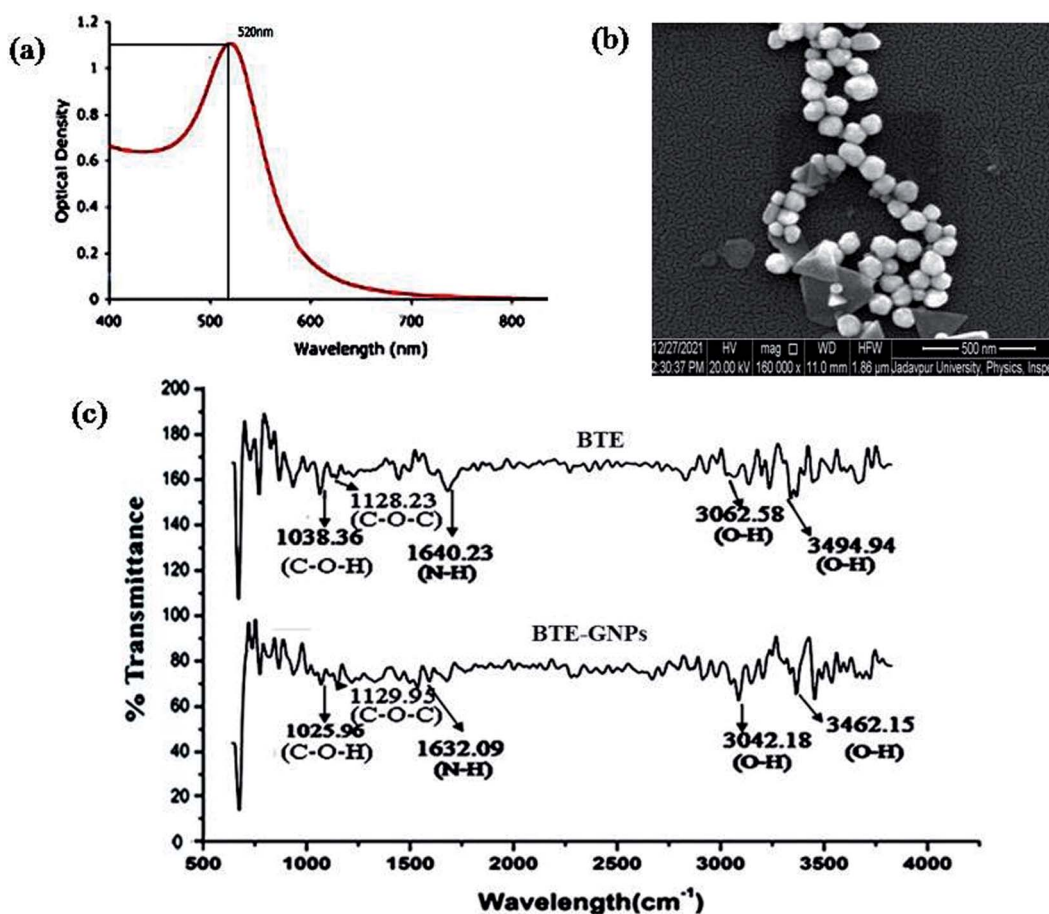 (a)
520nm
1.2
1
0.8
0.6
0.4
0.2
0
Optical Density
400 500 600 700 800
Wavelength (nm)
(b)
12/27/2021 HV mag WD HFW 500 nm
2:30:37 PM 20.00 kV 160 000 x 11.0 mm 1.86 µm Jadavpur University, Physics, Inspe
(c)
200
180
160
140
120
100
80
60
40
20
0
% Transmittance
BTE
1128.23
(C-O-C)
1038.36
(C-O-H)
1640.23
(N-H)
3062.58
(O-H)
3494.94
(O-H)
BTE-GNPs
1129.95
(C-O-C)
1025.96
(C-O-H)
1632.09
(N-H)
3042.18
(O-H)
3462.15
(O-H)
500 1000 1500 2000 2500 3000 3500 4000
Wavelength(cm⁻¹)